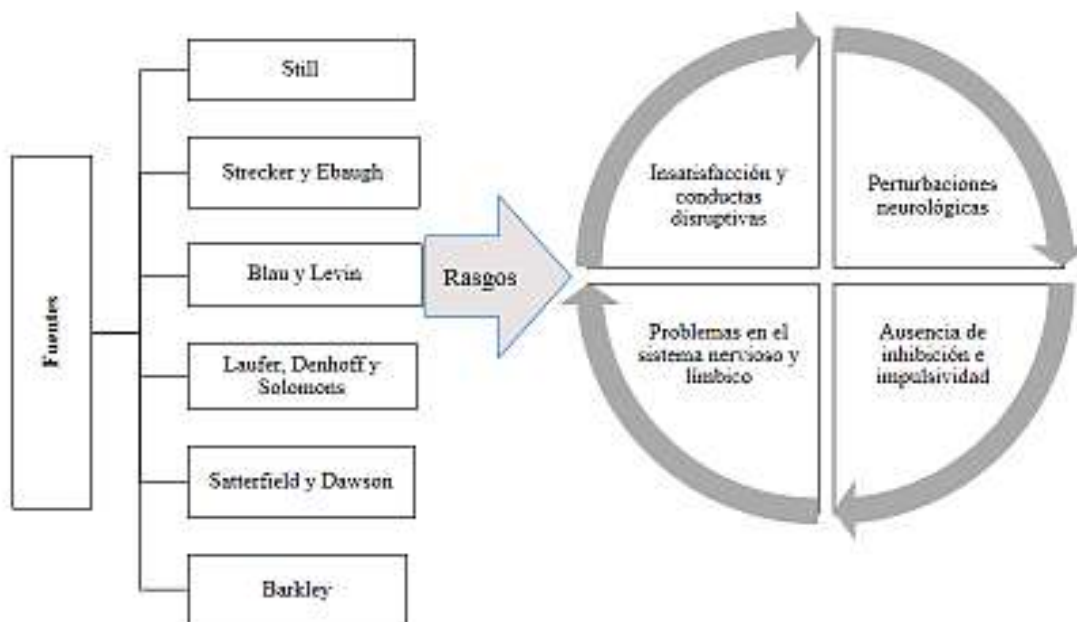 Fuentes
Still
Strecker y Ebaugh
Blau y Levin
Laufer, Denhoff y
Solomons
Satterfield y Dawson
Barkley
Rasgos
Insatisfacción y
conductas
disruptivas
Perturbaciones
neurológicas
Problemas en el
sistema nervioso y
límbico
Ausencia de
inhibición e
impulsividad